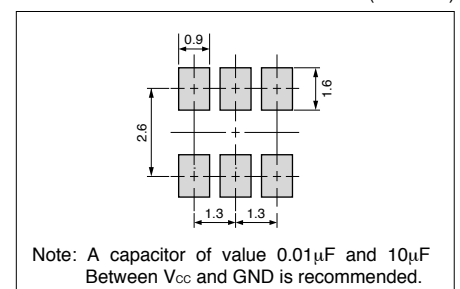 0.9
1.6
2.6
1.3 1.3
Note: A capacitor of value 0.01μF and 10μF
Between Vcc and GND is recommended.